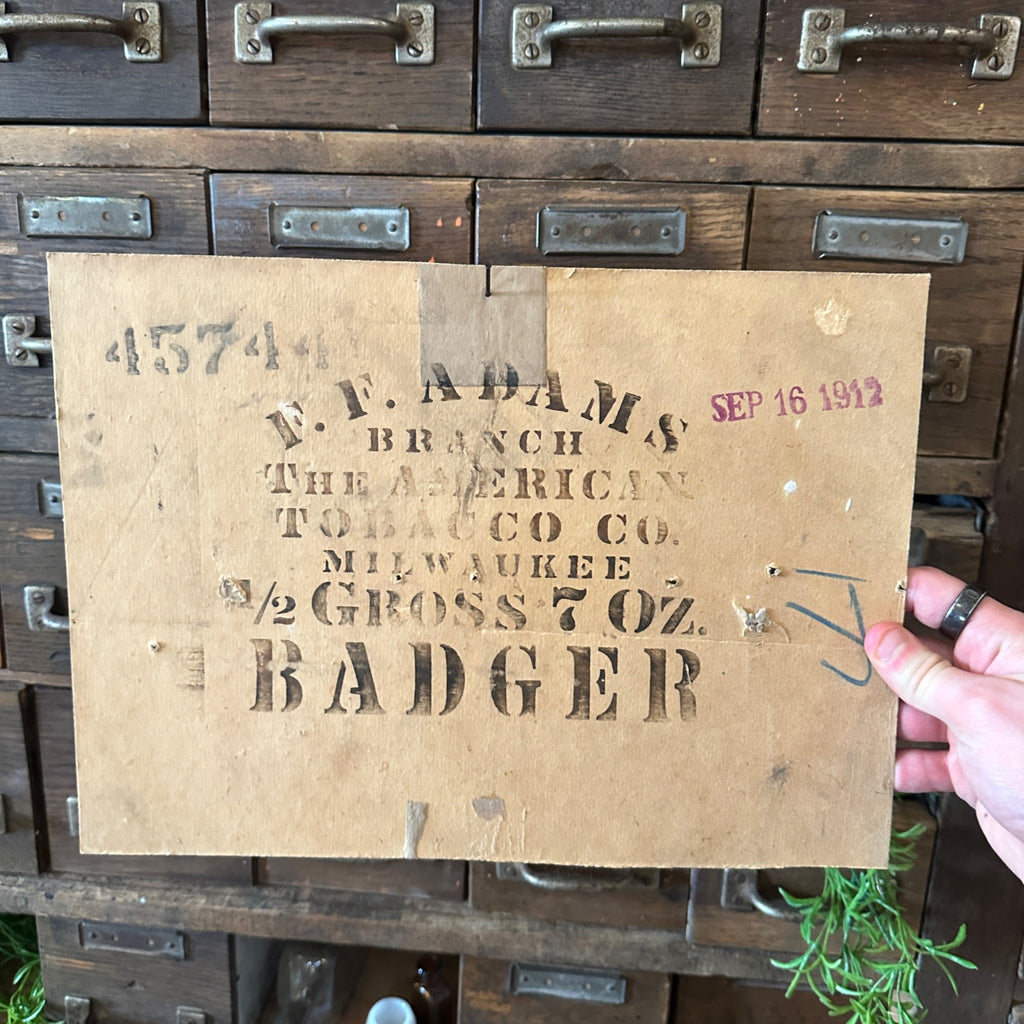 45744
SEP 16 1912
F. F. ADAMS
BRANCH
THE AMERICAN
TOBACCO CO.
MILWAUKEE
1/2 GROSS 7 OZ.
BADGER